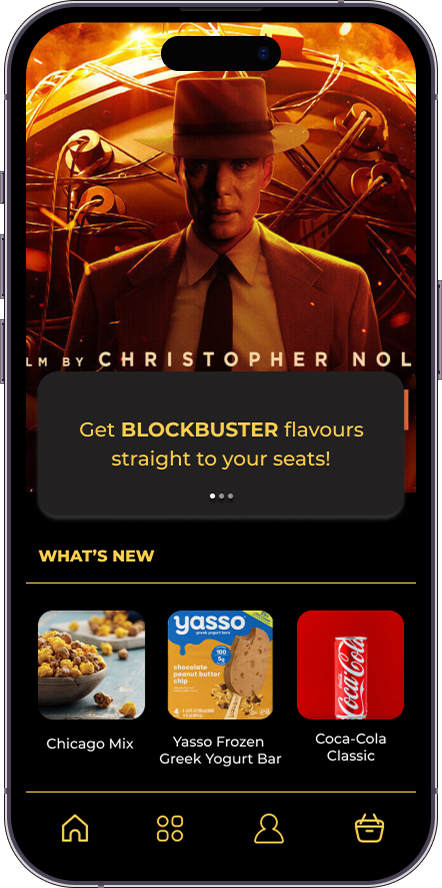 LM BY CHRISTOPHER NOL
Get BLOCKBUSTER flavours
straight to your seats!
WHAT'S NEW
yasso
greek yogurt bars
100
5g
chocolate
peanut butter
chip
Coca-Cola
Chicago Mix
Yasso Frozen
Greek Yogurt Bar
Coca-Cola
Classic